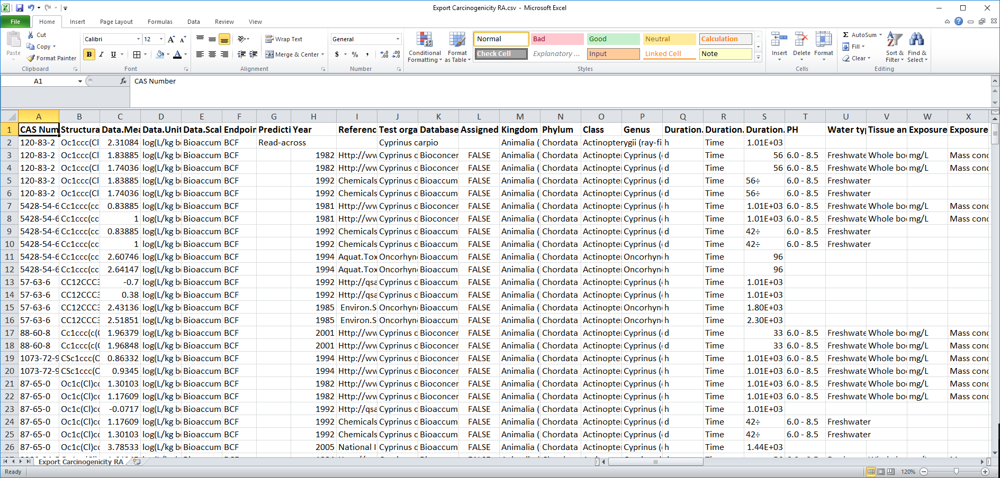 Export Carcinogenicity RA.csv - Microsoft Excel
File Home Insert Page Layout Formulas Data Review View
Paste Cut Copy Format Painter Clipboard
Calibri 12 B I U Font
Wrap Text Merge & Center Alignment
General $ % , Number
Conditional Formatting Format as Table
Normal Bad Good Neutral Calculation
Check Cell Explanatory ... Input Linked Cell Note
Styles
Insert Delete Format Cells
AutoSum Fill Clear Sort & Filter Find & Select Editing
A1 fx CAS Number
A B C D E F G H I J K L M N O P Q R S T U V W X
1 CAS Num Structura Data.Mea Data.Unit Data.Scal Endpoin Predicti Year Referenc Test orga Database Assigned Kingdom Phylum Class Genus Duration. Duration. Duration. PH Water typ Tissue an Exposure Exposure
2 120-83-2 Oc1ccc(Cl 2.31084 log(L/kg b Bioaccum BCF Read-across Cyprinus carpio Animalia ( Chordata Actinopterygii (ray-fi h Time 1.01E+03
3 120-83-2 Oc1ccc(Cl 1.83885 log(L/kg b Bioaccum BCF 1982 Http://ww Cyprinus c Bioconcer FALSE Animalia ( Chordata Actinopte Cyprinus ( d Time 56 6.0 - 8.5 Freshwate Whole bo mg/L Mass conc
4 120-83-2 Oc1ccc(Cl 1.74036 log(L/kg b Bioaccum BCF 1982 Http://ww Cyprinus c Bioconcer FALSE Animalia ( Chordata Actinopte Cyprinus ( d Time 56 6.0 - 8.5 Freshwate Whole bo mg/L Mass conc
5 120-83-2 Oc1ccc(Cl 1.83885 log(L/kg b Bioaccum BCF 1992 Chemicals Cyprinus c Bioaccum FALSE Animalia ( Chordata Actinopte Cyprinus ( d Time 56÷ 6.0 - 8.5 Freshwater
6 120-83-2 Oc1ccc(Cl 1.74036 log(L/kg b Bioaccum BCF 1992 Chemicals Cyprinus c Bioaccum FALSE Animalia ( Chordata Actinopte Cyprinus ( d Time 56÷ 6.0 - 8.5 Freshwater
7 5428-54-6 Cc1ccc(cc 0.83885 log(L/kg b Bioaccum BCF 1981 Http://ww Cyprinus c Bioconcer FALSE Animalia ( Chordata Actinopte Cyprinus ( h Time 1.01E+03 6.0 - 8.5 Freshwate Whole bo mg/L Mass conc
8 5428-54-6 Cc1ccc(cc 1 log(L/kg b Bioaccum BCF 1981 Http://ww Cyprinus c Bioconcer FALSE Animalia ( Chordata Actinopte Cyprinus ( h Time 1.01E+03 6.0 - 8.5 Freshwate Whole bo mg/L Mass conc
9 5428-54-6 Cc1ccc(cc 0.83885 log(L/kg b Bioaccum BCF 1992 Chemicals Cyprinus c Bioaccum FALSE Animalia ( Chordata Actinopte Cyprinus ( d Time 42÷ 6.0 - 8.5 Freshwater
10 5428-54-6 Cc1ccc(cc 1 log(L/kg b Bioaccum BCF 1992 Chemicals Cyprinus c Bioaccum FALSE Animalia ( Chordata Actinopte Cyprinus ( d Time 42÷ 6.0 - 8.5 Freshwater
11 5428-54-6 Cc1ccc(cc 2.60746 log(L/kg b Bioaccum BCF 1994 Aquat.Tox Oncorhyn Bioaccum FALSE Animalia ( Chordata Actinopte Oncorhyn h Time 96
12 5428-54-6 Cc1ccc(cc 2.64147 log(L/kg b Bioaccum BCF 1994 Aquat.Tox Oncorhyn Bioaccum FALSE Animalia ( Chordata Actinopte Oncorhyn h Time 96
13 57-63-6 CC12CCC3 -0.7 log(L/kg b Bioaccum BCF 1992 Http://qsa Cyprinus c Bioaccum FALSE Animalia ( Chordata Actinopte Cyprinus ( h Time 1.01E+03
14 57-63-6 CC12CCC3 0.38 log(L/kg b Bioaccum BCF 1992 Http://qsa Cyprinus c Bioaccum FALSE Animalia ( Chordata Actinopte Cyprinus ( h Time 1.01E+03
15 57-63-6 CC12CCC3 2.43136 log(L/kg b Bioaccum BCF 1985 Environ.S Oncorhyn Bioaccum FALSE Animalia ( Chordata Actinopte Oncorhyn h Time 1.80E+03
16 57-63-6 CC12CCC3 2.51851 log(L/kg b Bioaccum BCF 1985 Environ.S Oncorhyn Bioaccum FALSE Animalia ( Chordata Actinopte Oncorhyn h Time 2.30E+03
17 88-60-8 Cc1ccc(c(C 1.96379 log(L/kg b Bioaccum BCF 2001 Http://ww Cyprinus c Bioconcer FALSE Animalia ( Chordata Actinopte Cyprinus ( d Time 33 6.0 - 8.5 Freshwate Whole bo mg/L Mass conc
18 88-60-8 Cc1ccc(c(C 1.96848 log(L/kg b Bioaccum BCF 2001 Http://ww Cyprinus c Bioconcer FALSE Animalia ( Chordata Actinopte Cyprinus ( d Time 33 6.0 - 8.5 Freshwate Whole bo mg/L Mass conc
19 1073-72-9 CSc1ccc(C 0.86332 log(L/kg b Bioaccum BCF 1994 Http://ww Cyprinus c Bioconcer FALSE Animalia ( Chordata Actinopte Cyprinus ( h Time 1.01E+03 6.0 - 8.5 Freshwate Whole bo mg/L Mass conc
20 1073-72-9 CSc1ccc(C 0.9345 log(L/kg b Bioaccum BCF 1994 Http://ww Cyprinus c Bioconcer FALSE Animalia ( Chordata Actinopte Cyprinus ( h Time 1.01E+03 6.0 - 8.5 Freshwate Whole bo mg/L Mass conc
21 87-65-0 Oc1c(Cl)cc 1.30103 log(L/kg b Bioaccum BCF 1982 Http://ww Cyprinus c Bioconcer FALSE Animalia ( Chordata Actinopte Cyprinus ( h Time 1.01E+03 6.0 - 8.5 Freshwate Whole bo mg/L Mass conc
22 87-65-0 Oc1c(Cl)cc 1.17609 log(L/kg b Bioaccum BCF 1982 Http://ww Cyprinus c Bioconcer FALSE Animalia ( Chordata Actinopte Cyprinus ( h Time 1.01E+03 6.0 - 8.5 Freshwate Whole bo mg/L Mass conc
23 87-65-0 Oc1c(Cl)cc -0.0717 log(L/kg b Bioaccum BCF 1992 Http://qsa Cyprinus c Bioaccum FALSE Animalia ( Chordata Actinopte Cyprinus ( h Time 1.01E+03
24 87-65-0 Oc1c(Cl)cc 1.17609 log(L/kg b Bioaccum BCF 1992 Chemicals Cyprinus c Bioaccum FALSE Animalia ( Chordata Actinopte Cyprinus ( d Time 42÷ 6.0 - 8.5 Freshwater
25 87-65-0 Oc1c(Cl)cc 1.30103 log(L/kg b Bioaccum BCF 1992 Chemicals Cyprinus c Bioaccum FALSE Animalia ( Chordata Actinopte Cyprinus ( d Time 42÷ 6.0 - 8.5 Freshwater
26 87-65-0 Oc1c(Cl)cc 3.78533 log(L/kg b Bioaccum BCF 2005 National I Cyprinus c Bioaccum FALSE Animalia ( Chordata Actinopte Cyprinus ( h Time 1.44E+03
Export Carcinogenicity RA
Ready 120%